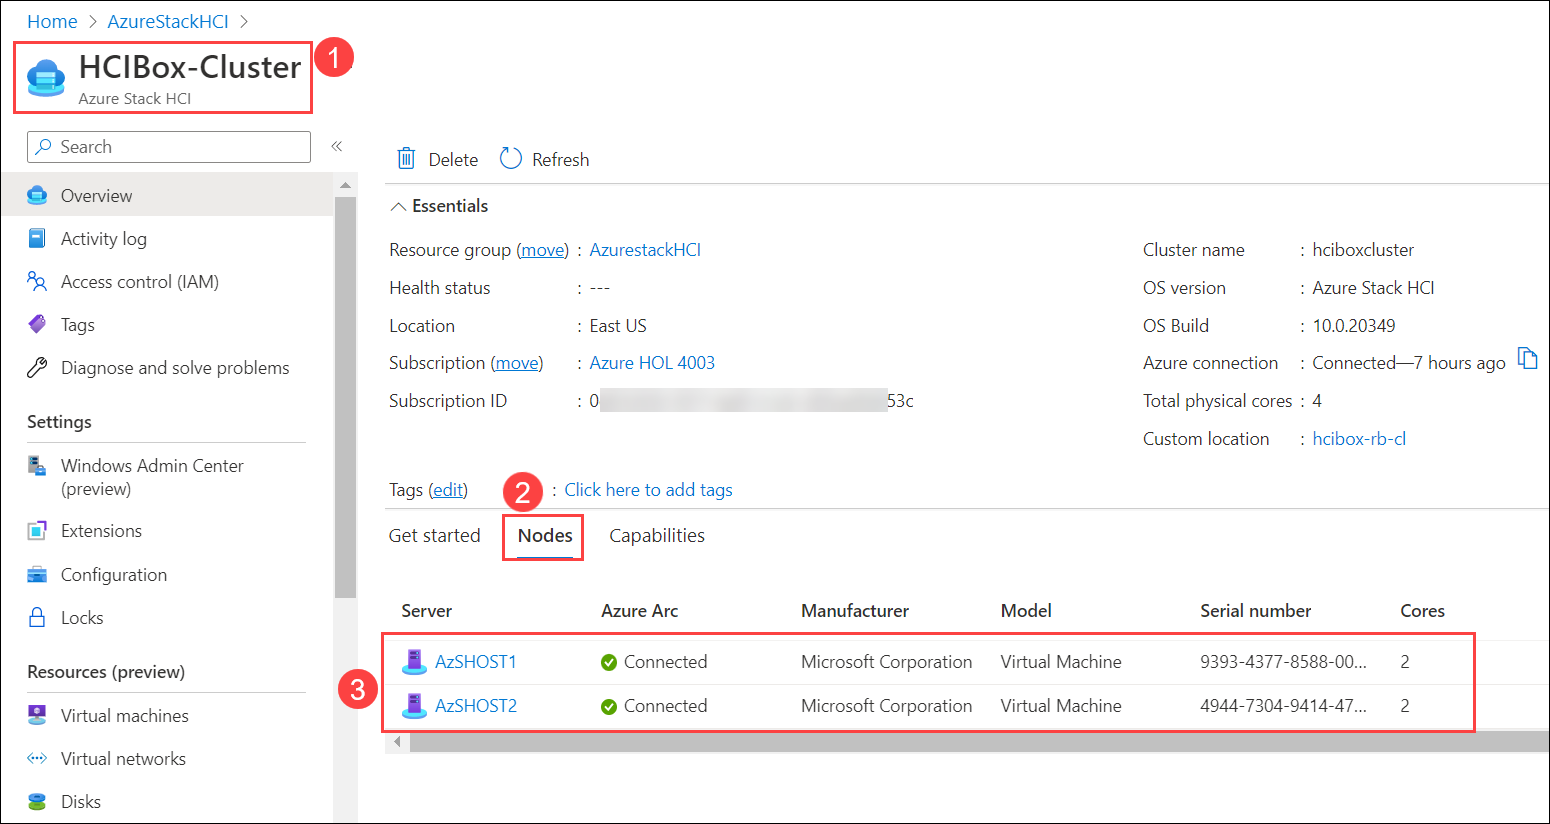 Home > AzureStackHCI >
HCIBox-Cluster
1
Azure Stack HCI
Search
«
Delete
Refresh
Overview
Activity log
Access control (IAM)
Tags
Diagnose and solve problems
Settings
Windows Admin Center
(preview)
Extensions
Configuration
Locks
Resources (preview)
Virtual machines
Virtual networks
Disks
Essentials
Resource group (move) : AzurestackHCI
Health status : ---
Location : East US
Subscription (move) : Azure HOL 4003
Subscription ID : 0 53c
Cluster name : hciboxcluster
OS version : Azure Stack HCI
OS Build : 10.0.20349
Azure connection : Connected—7 hours ago
Total physical cores : 4
Custom location : hcibox-rb-cl
Tags (edit) : Click here to add tags
2
Get started Nodes Capabilities
Server Azure Arc Manufacturer Model Serial number Cores
3
AzSHOST1 Connected Microsoft Corporation Virtual Machine 9393-4377-8588-00... 2
AzSHOST2 Connected Microsoft Corporation Virtual Machine 4944-7304-9414-47... 2